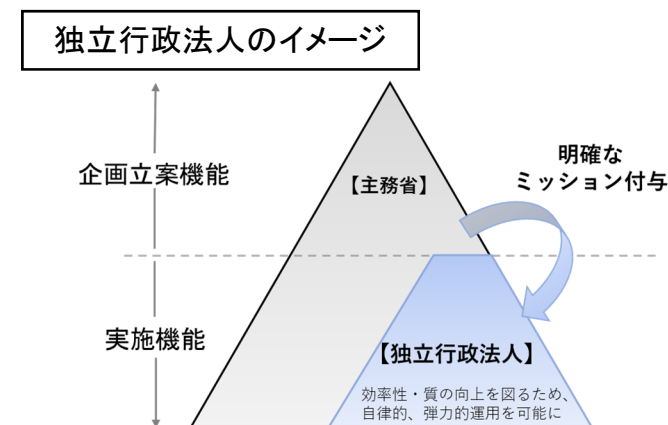 独立行政法人のイメージ
企画立案機能
【主務省】
明確な
ミッション付与
実施機能
【独立行政法人】
効率性・質の向上を図るため、
自律的、弾力的運用を可能に